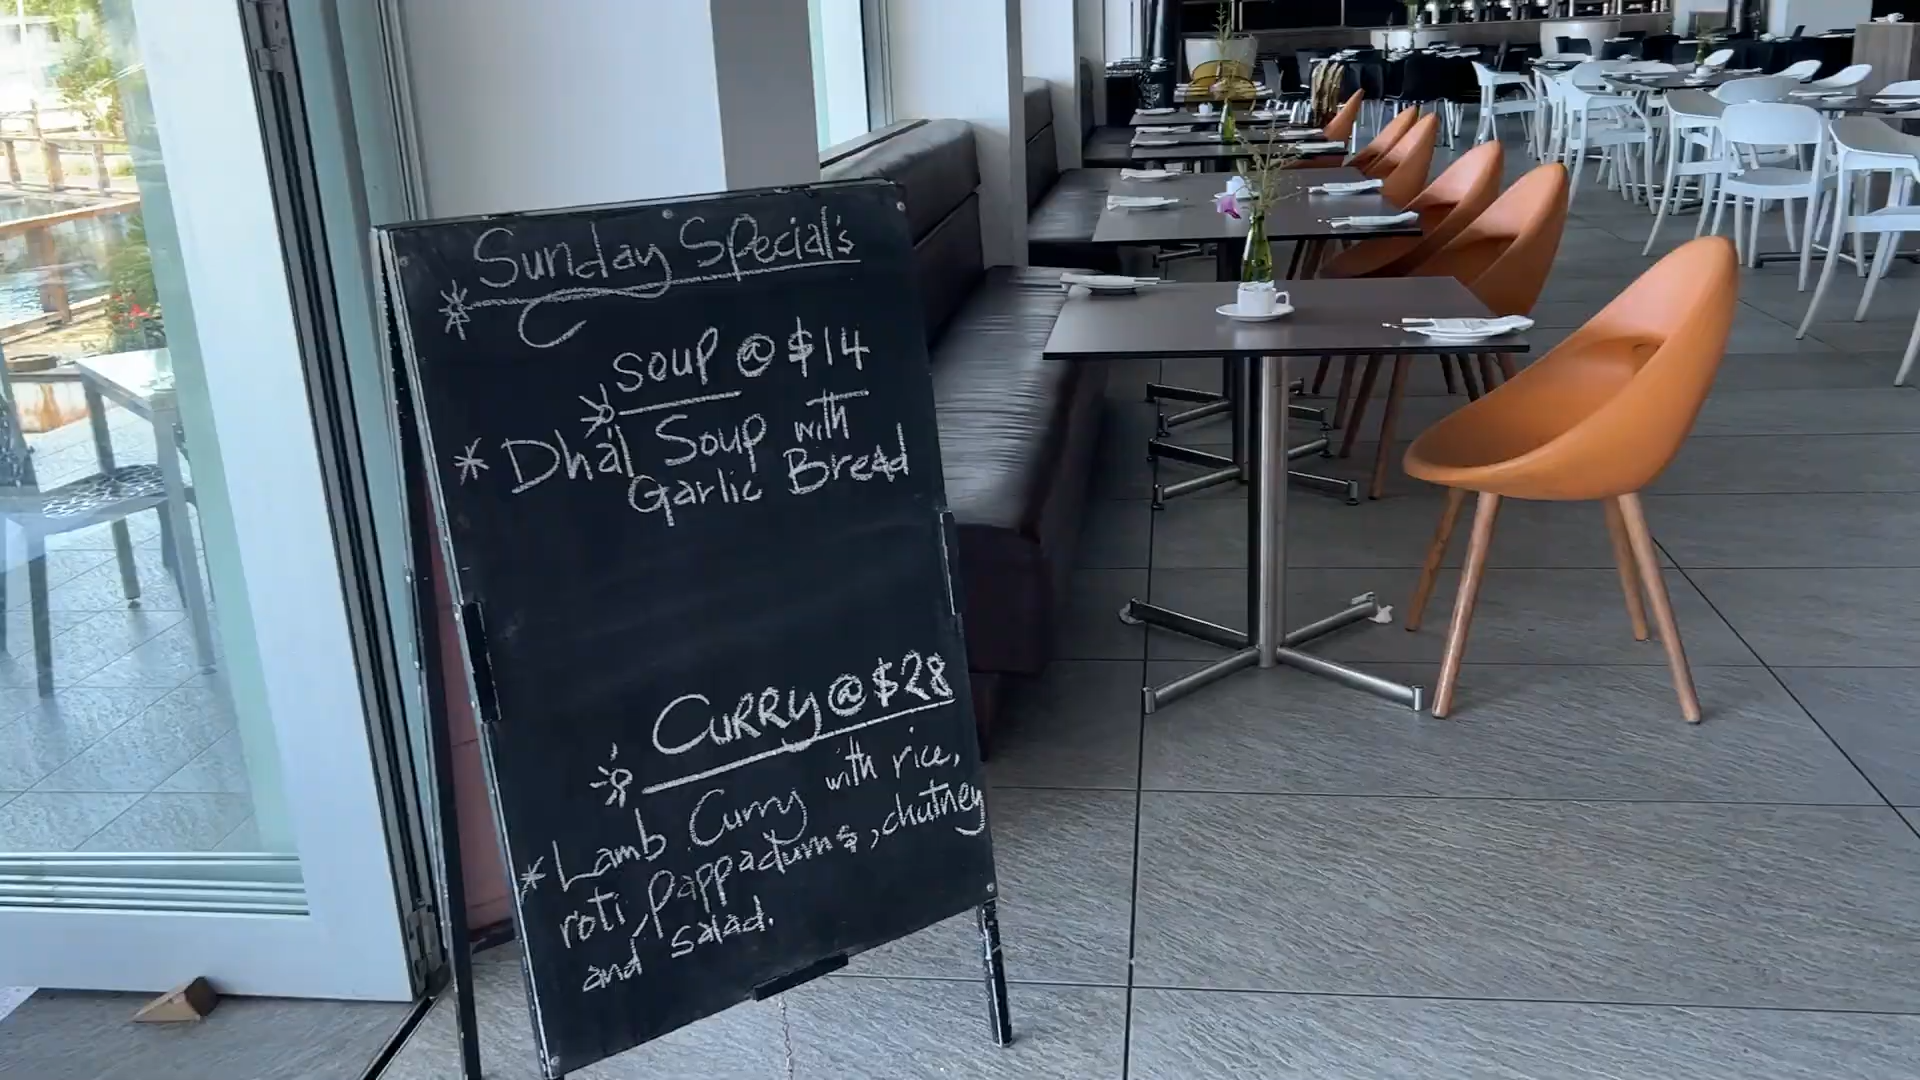 Sunday Special's
Soup @ $14
* Dhal Soup with
Garlic Bread
CURRY @ $28
* Lamb Curry with rice,
roti, Pappadums, chutney
and salad.